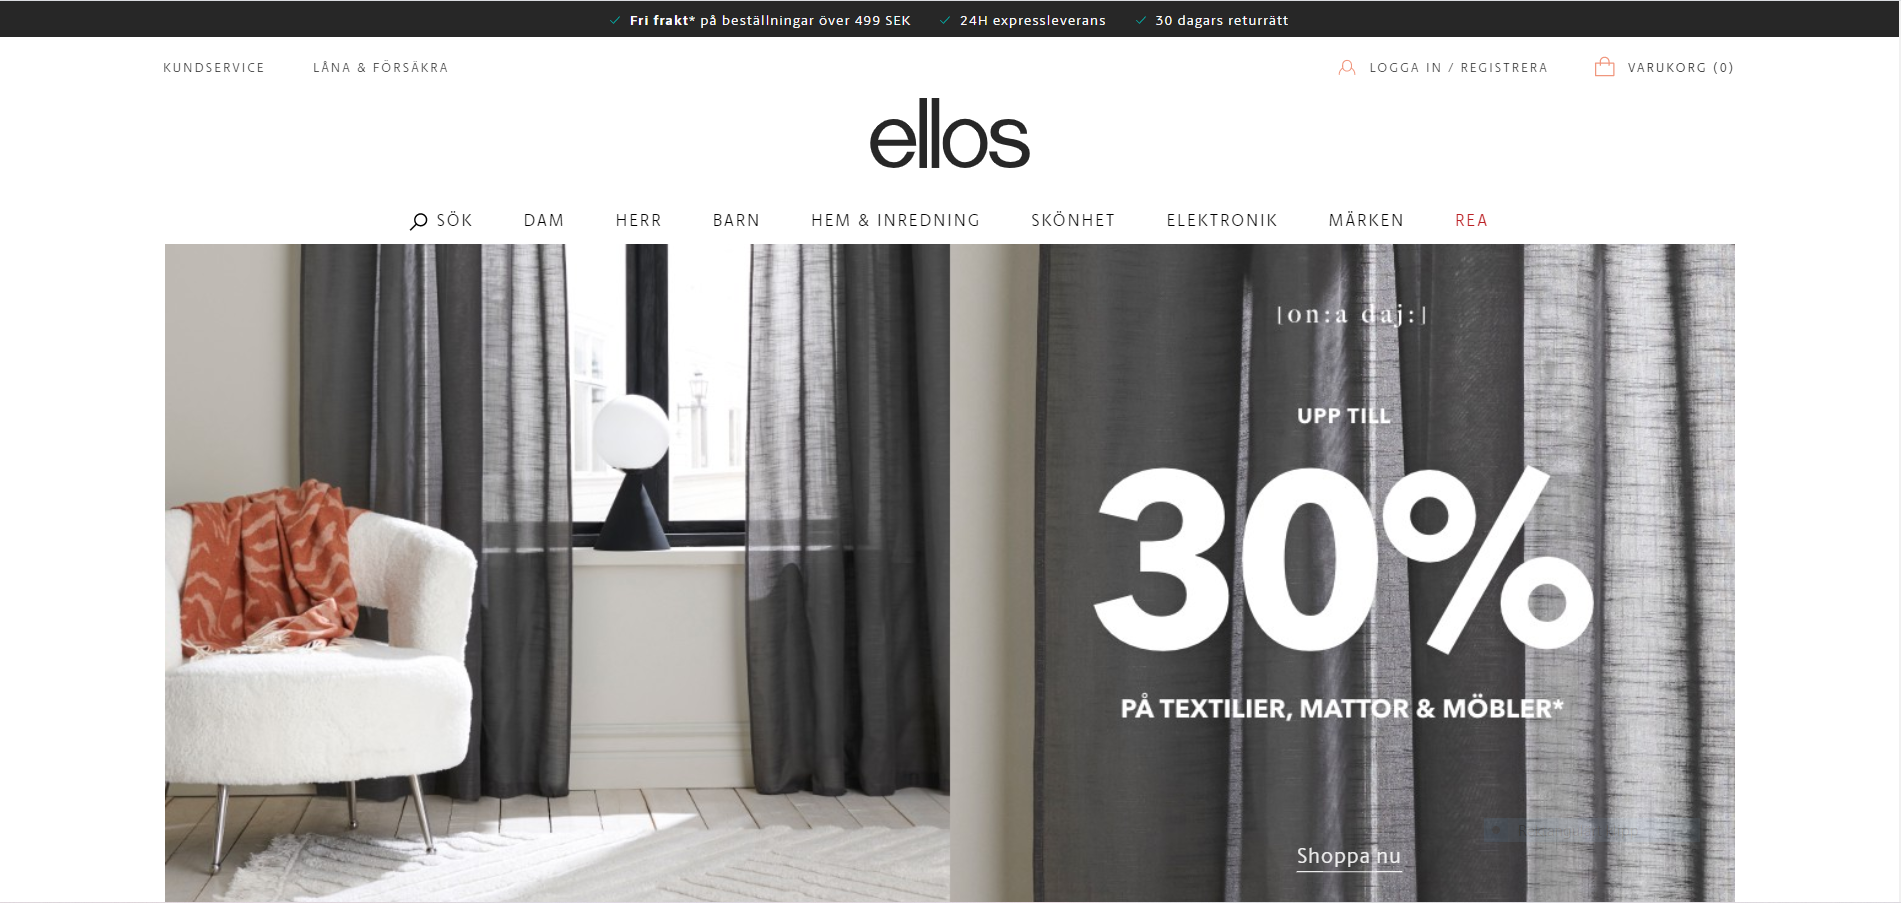 Fri frakt* på beställningar över 499 SEK 24H expressleverans 30 dagars returrätt
KUNDSERVICE LÅNA & FÖRSÄKRA LOGGA IN / REGISTRERA VARUKORG (0)
ellos
SÖK DAM HERR BARN HEM & INREDNING SKÖNHET ELEKTRONIK MÄRKEN REA
[on:a daj:]
UPP TILL
30%
PÅ TEXTILIER, MATTOR & MÖBLER*
Shoppa nu